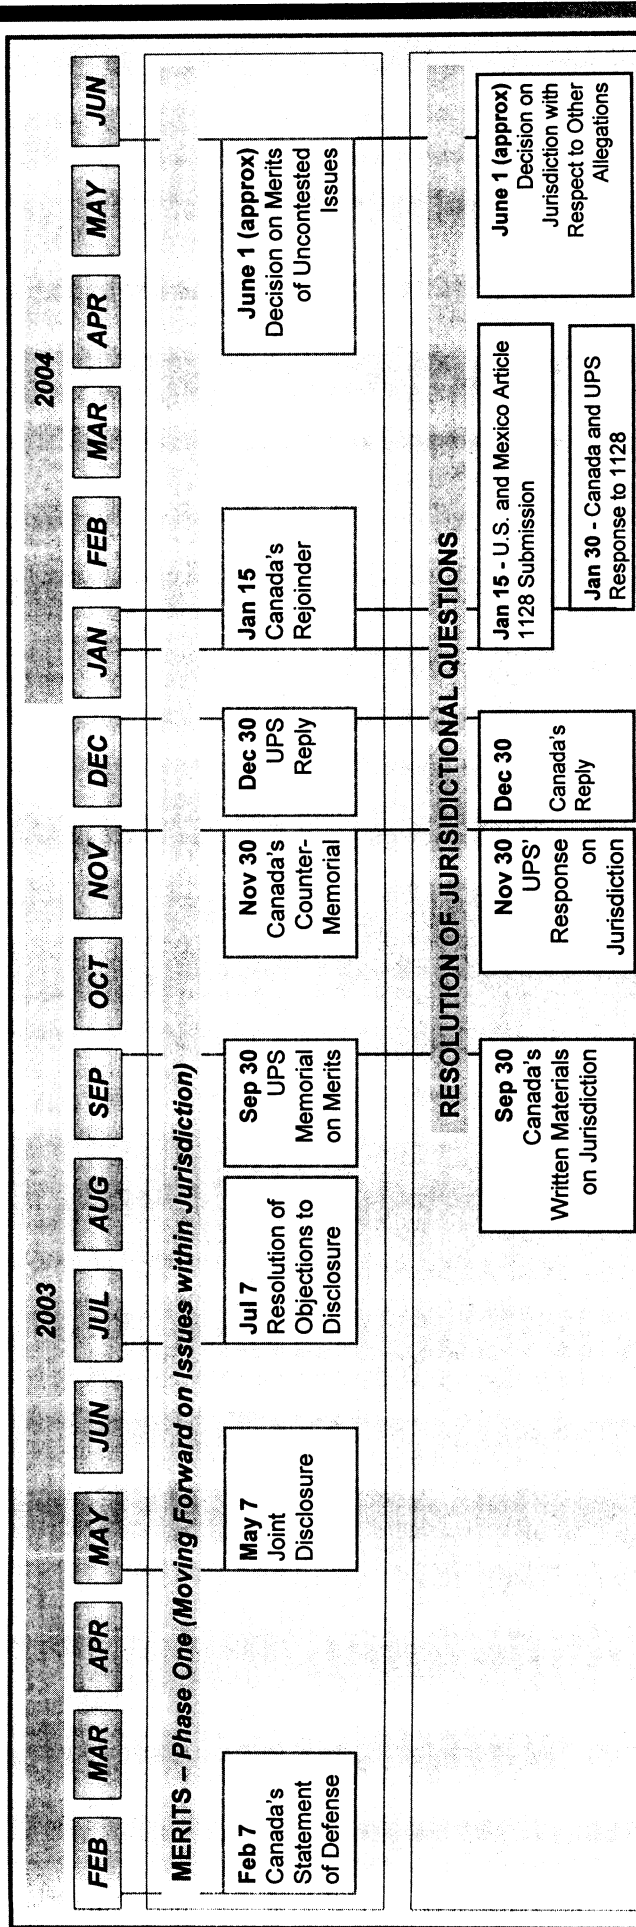 2003 2004
FEB MAR APR MAY JUN JUL AUG SEP OCT NOV DEC JAN FEB MAR APR MAY JUN
MERITS – Phase One (Moving Forward on Issues within Jurisdiction)
Feb 7
Canada's
Statement
of Defense
May 7
Joint
Disclosure
Jul 7
Resolution of
Objections to
Disclosure
Sep 30
UPS
Memorial
on Merits
Nov 30
Canada's
Counter-
Memorial
Dec 30
UPS
Reply
Jan 15
Canada's
Rejoinder
June 1 (approx)
Decision on Merits
of Uncontested
Issues
RESOLUTION OF JURISIDICTIONAL QUESTIONS
Sep 30
Canada's
Written Materials
on Jurisdiction
Nov 30
UPS'
Response
on
Jurisdiction
Dec 30
Canada's
Reply
Jan 15 - U.S. and Mexico Article
1128 Submission
Jan 30 - Canada and UPS
Response to 1128
June 1 (approx)
Decision on
Jurisdiction with
Respect to Other
Allegations